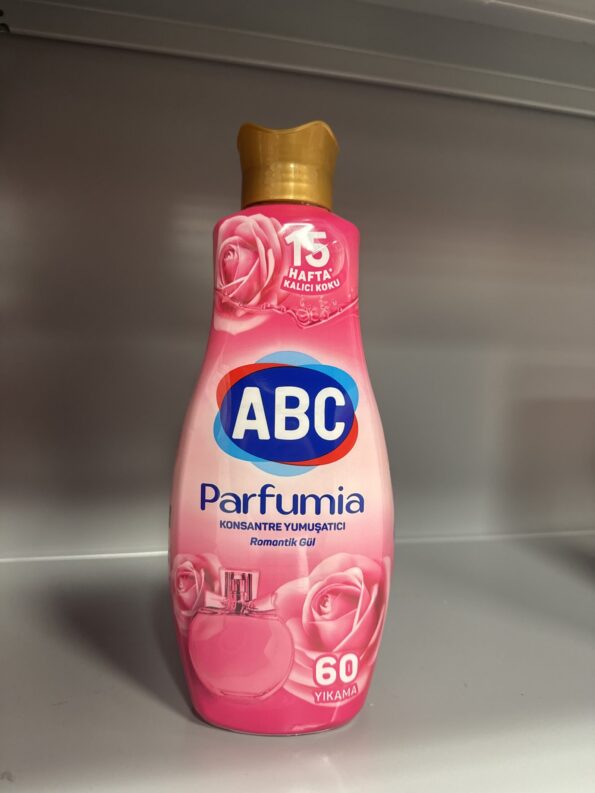 15
HAFTA*
KALICI KOKU
ABC
Parfumia
KONSANTRE YUMUŞATICI
Romantik Gül
60
YIKAMA